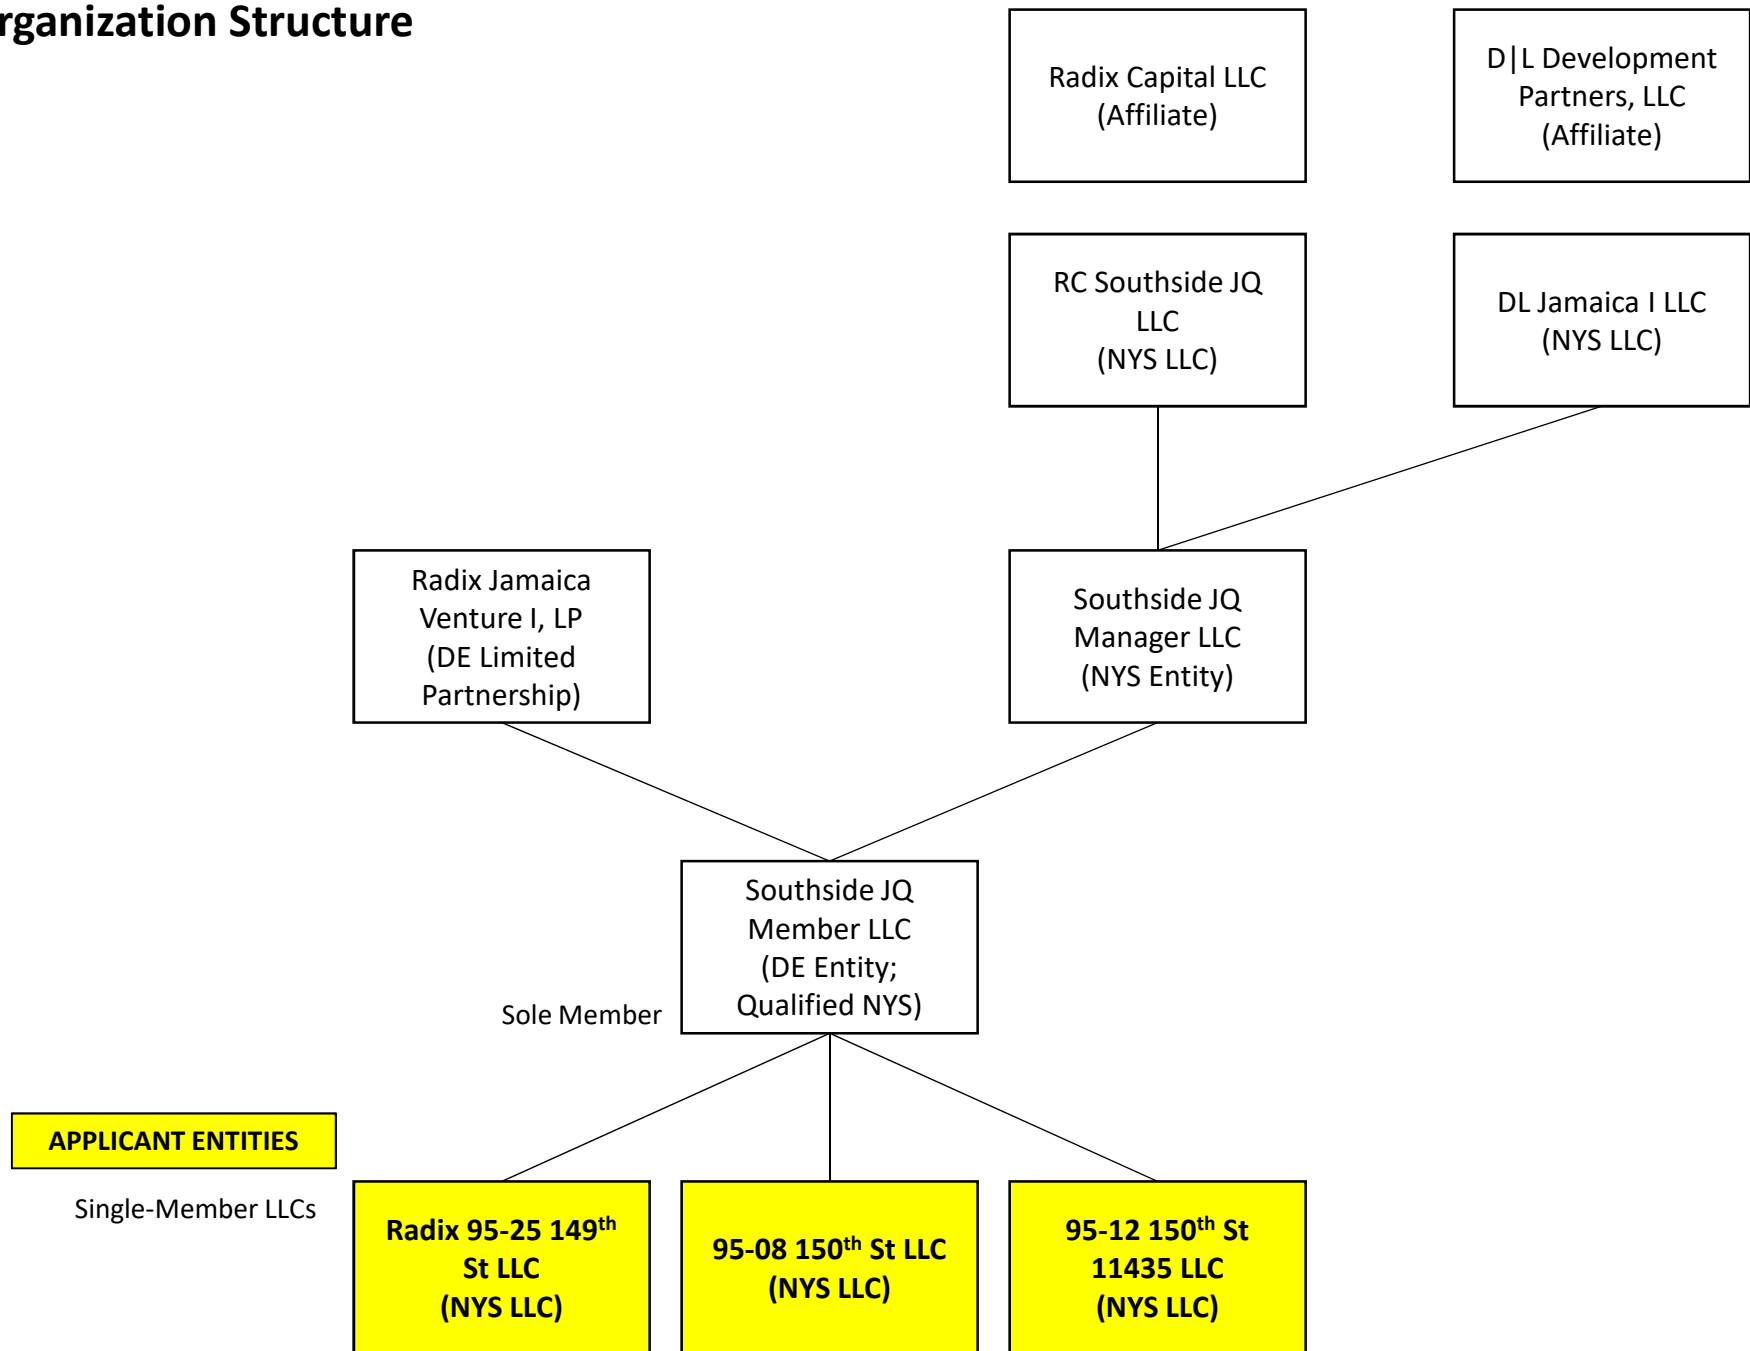 rganization Structure
Radix Capital LLC
(Affiliate)
D|L Development
Partners, LLC
(Affiliate)
RC Southside JQ
LLC
(NYS LLC)
DL Jamaica I LLC
(NYS LLC)
Radix Jamaica
Venture I, LP
(DE Limited
Partnership)
Southside JQ
Manager LLC
(NYS Entity)
Southside JQ
Member LLC
(DE Entity;
Qualified NYS)
Sole Member
APPLICANT ENTITIES
Single-Member LLCs
Radix 95-25 149th
St LLC
(NYS LLC)
95-08 150th St LLC
(NYS LLC)
95-12 150th St
11435 LLC
(NYS LLC)